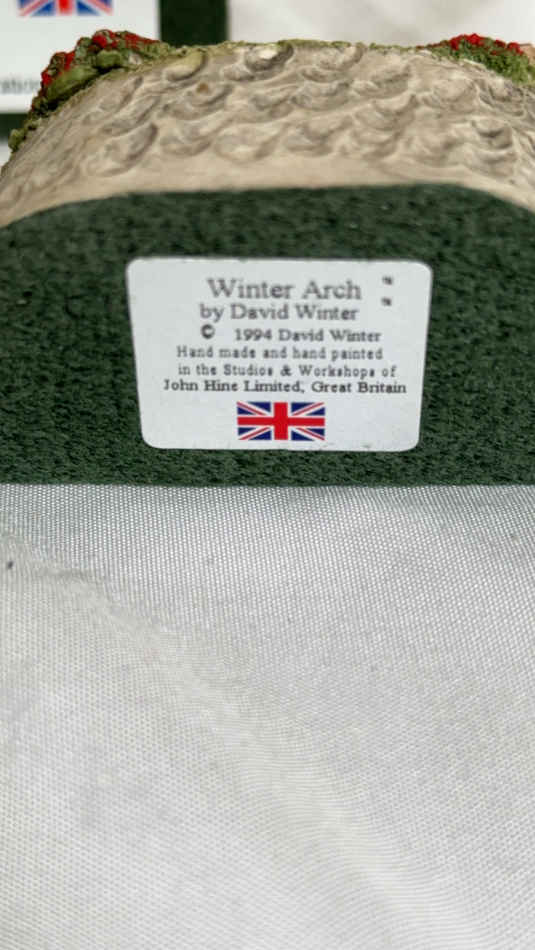 Winter Arch
by David Winter
© 1994 David Winter
Hand made and hand painted
in the Studios & Workshops of
John Hine Limited, Great Britain